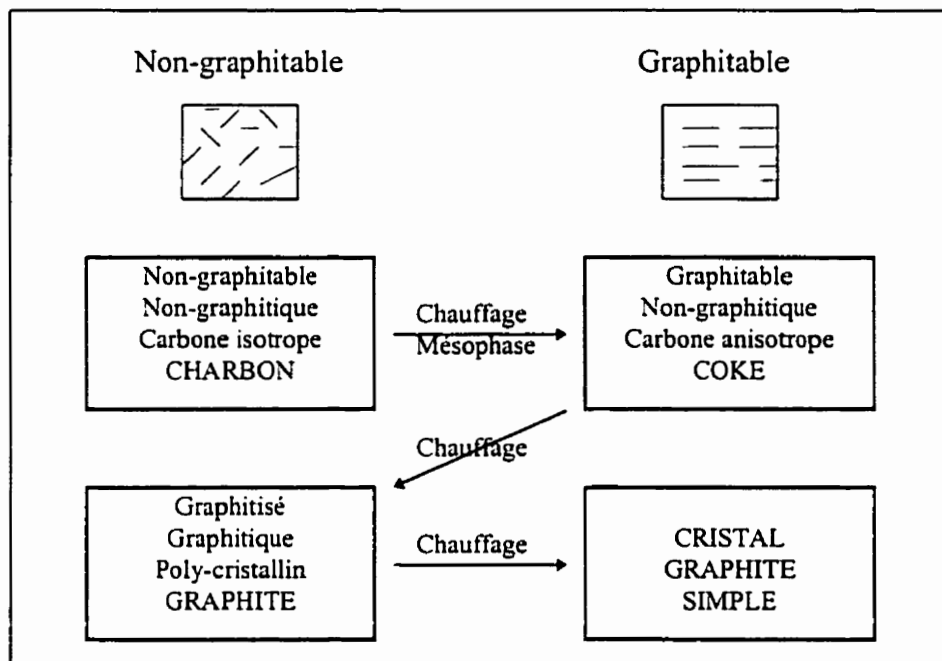 Non-graphitable
Graphitable
Non-graphitable
Non-graphitique
Carbone isotrope
CHARBON
Chauffage
Mésophase
Graphitable
Non-graphitique
Carbone anisotrope
COKE
Chauffage
Graphitisé
Graphitique
Poly-cristallin
GRAPHITE
Chauffage
CRISTAL
GRAPHITE
SIMPLE